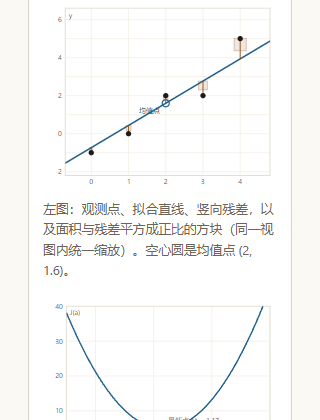 6
y
4
2
均值点
0
2
0 1 2 3 4
左图：观测点、拟合直线、竖向残差，以
及面积与残差平方成正比的方块（同一视
图内统一缩放）。空心圆是均值点 (2,
1.6)。
40
J(a)
30
20
10